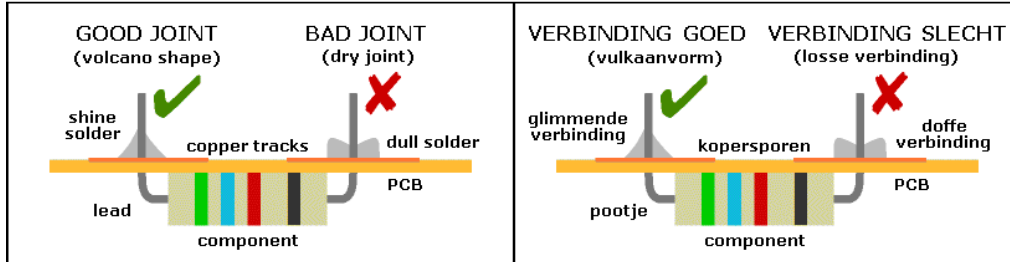 GOOD JOINT
(volcano shape)
BAD JOINT
(dry joint)
shine
solder
copper tracks
dull solder
PCB
lead
component
VERBINDING GOED
(vulkaanvorm)
VERBINDING SLECHT
(losse verbinding)
glimmende
verbinding
kopersporen
doffe
verbinding
PCB
pootje
component